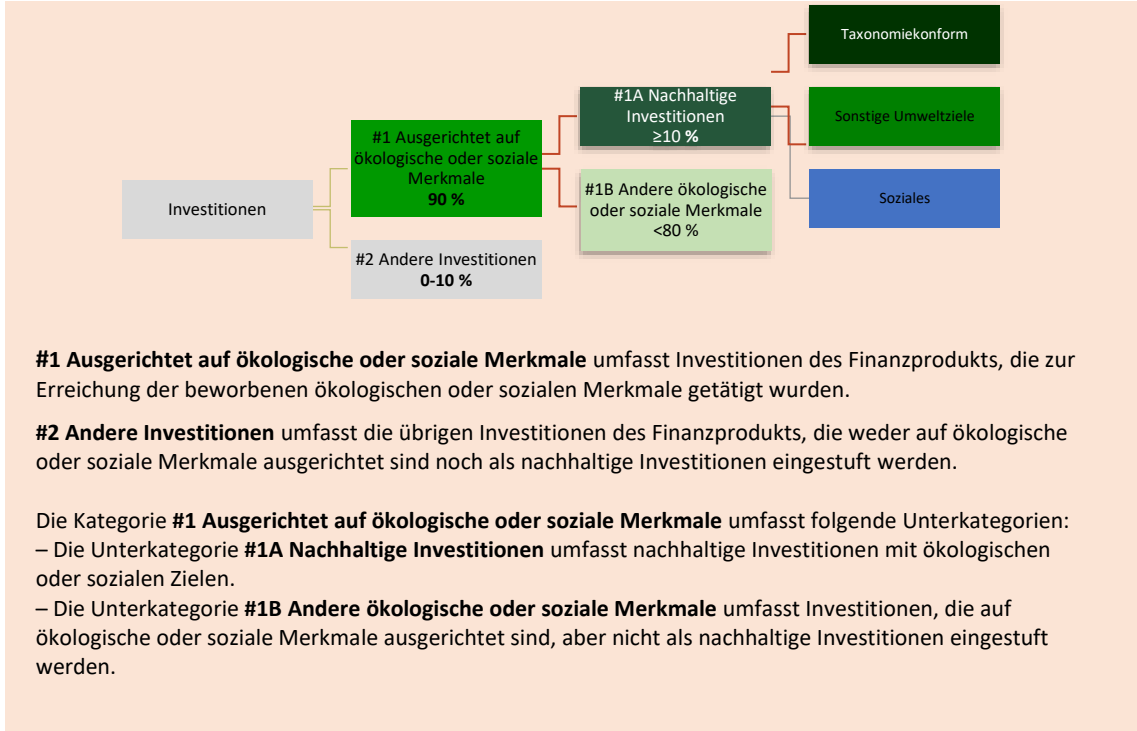 Taxonomiekonform
#1A Nachhaltige
Investitionen
≥10 %
Sonstige Umweltziele
#1 Ausgerichtet auf
ökologische oder soziale
Merkmale
90 %
#1B Andere ökologische
oder soziale Merkmale
<80 %
Soziales
Investitionen
#2 Andere Investitionen
0-10 %
#1 Ausgerichtet auf ökologische oder soziale Merkmale umfasst Investitionen des Finanzprodukts, die zur
Erreichung der beworbenen ökologischen oder sozialen Merkmale getätigt wurden.
#2 Andere Investitionen umfasst die übrigen Investitionen des Finanzprodukts, die weder auf ökologische
oder soziale Merkmale ausgerichtet sind noch als nachhaltige Investitionen eingestuft werden.
Die Kategorie #1 Ausgerichtet auf ökologische oder soziale Merkmale umfasst folgende Unterkategorien:
– Die Unterkategorie #1A Nachhaltige Investitionen umfasst nachhaltige Investitionen mit ökologischen
oder sozialen Zielen.
– Die Unterkategorie #1B Andere ökologische oder soziale Merkmale umfasst Investitionen, die auf
ökologische oder soziale Merkmale ausgerichtet sind, aber nicht als nachhaltige Investitionen eingestuft
werden.